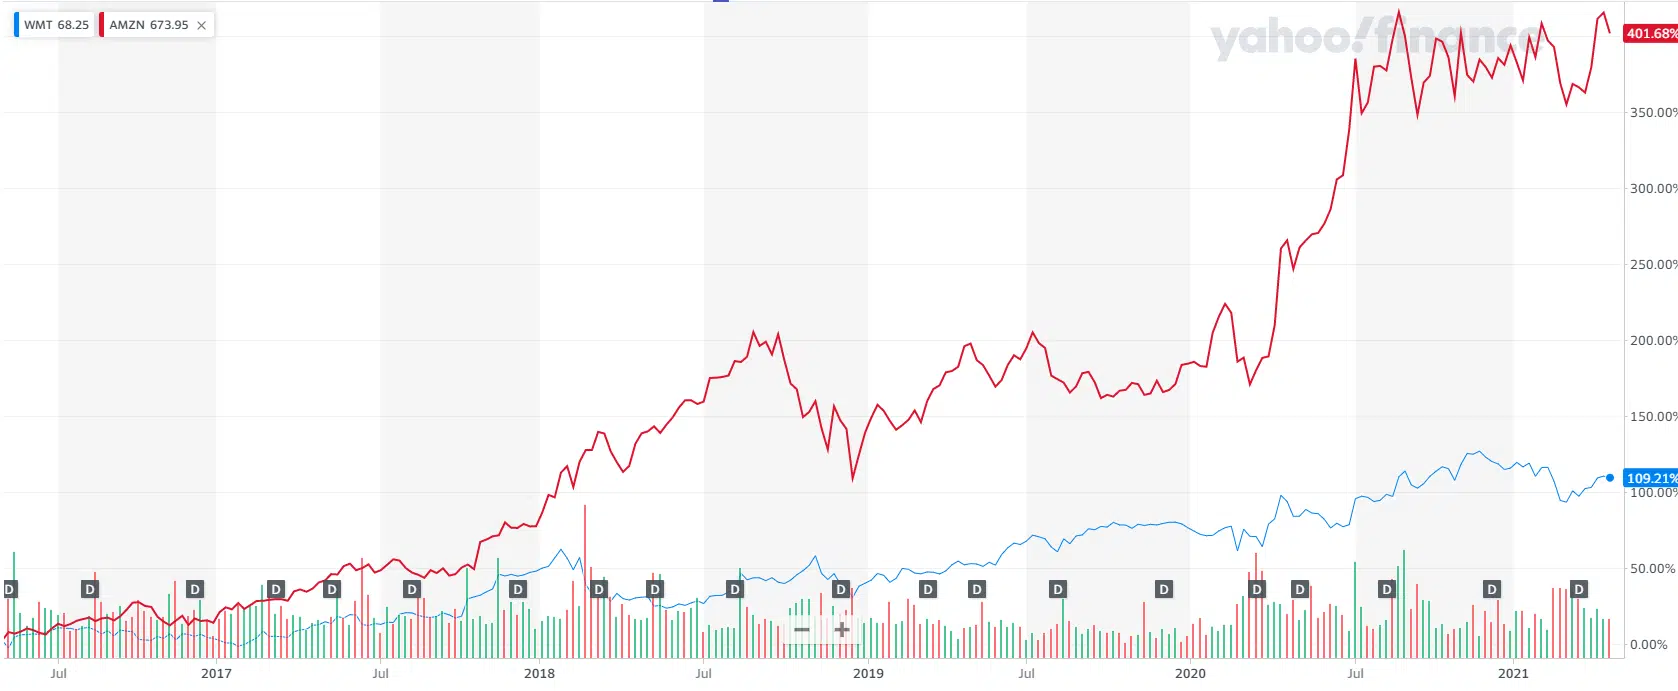 WMT 68.25 AMZN 673.95 ×
yahoo!finance
401.68%
350.00%
300.00%
250.00%
200.00%
150.00%
109.21%
100.00%
50.00%
D D D D D D D D D D D D D D D D D D D
− +
0.00%
Jul 2017 Jul 2018 Jul 2019 Jul 2020 Jul 2021